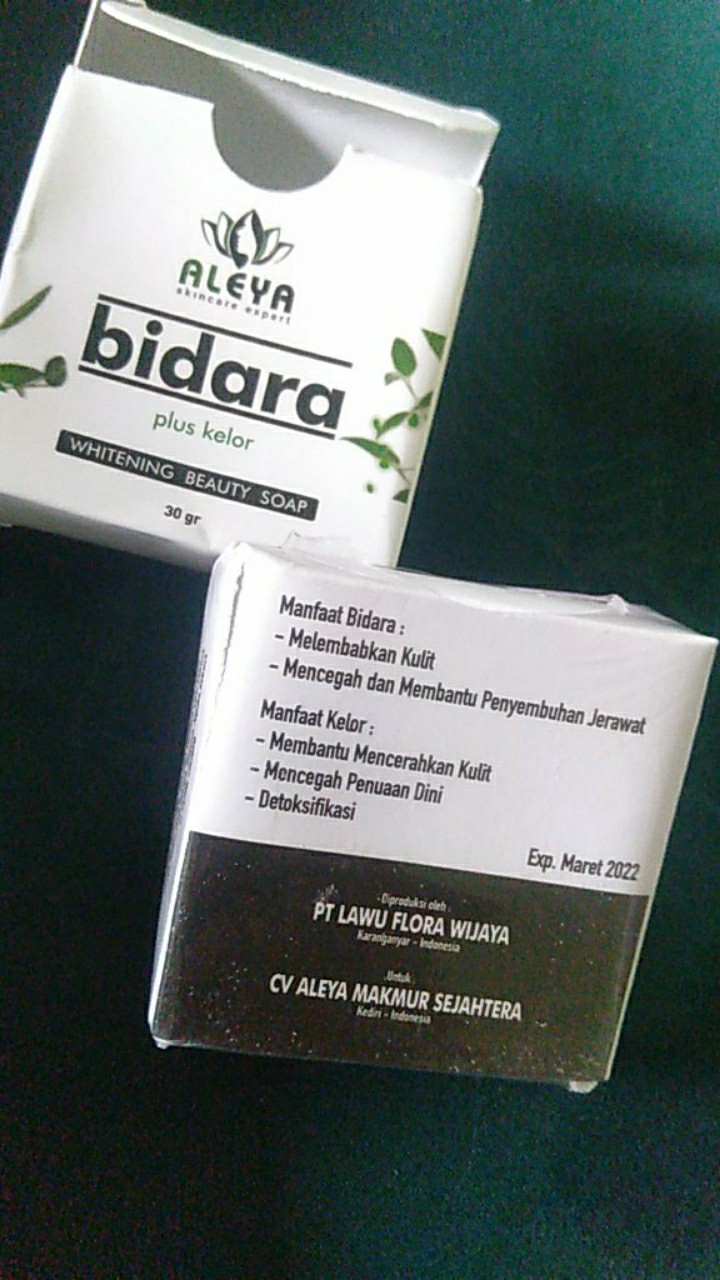 ALEYA
skincare expert
bidara
plus kelor
WHITENING BEAUTY SOAP
30 gr
Manfaat Bidara :
- Melembabkan Kulit
- Mencegah dan Membantu Penyembuhan Jerawat
Manfaat Kelor :
- Membantu Mencerahkan Kulit
- Mencegah Penuaan Dini
- Detoksifikasi
Exp. Maret 2022
Diproduksi oleh :
PT LAWU FLORA WIJAYA
Karanganyar - Indonesia
Untuk :
CV ALEYA MAKMUR SEJAHTERA
Kediri - Indonesia